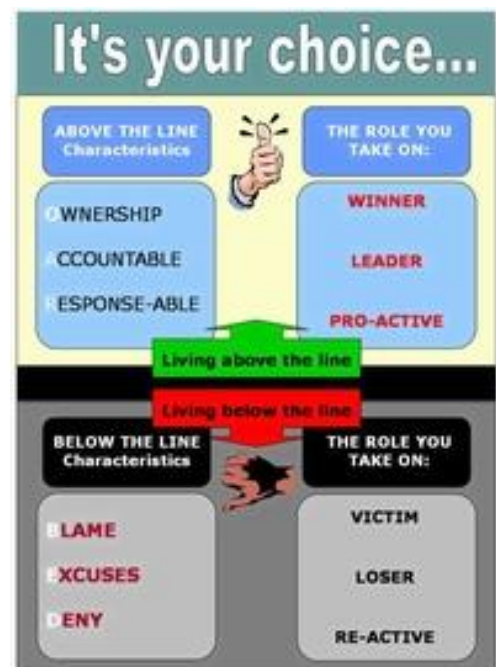 It's your choice...
ABOVE THE LINE
Characteristics
THE ROLE YOU
TAKE ON:
OWNERSHIP
ACCOUNTABLE
RESPONSE-ABLE
WINNER
LEADER
PRO-ACTIVE
Living above the line
Living below the line
BELOW THE LINE
Characteristics
THE ROLE YOU
TAKE ON:
BLAME
EXCUSES
DENY
VICTIM
LOSER
RE-ACTIVE